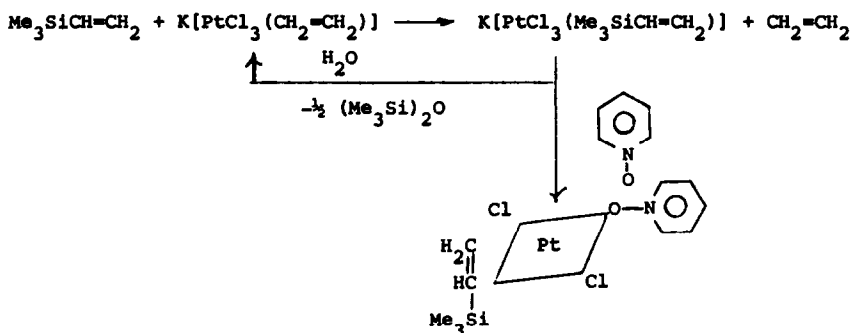 Me₃SiCH=CH₂ + K[PtCl₃(CH₂=CH₂)] ⟶ K[PtCl₃(Me₃SiCH=CH₂)] + CH₂=CH₂
H₂O
-½ (Me₃Si)₂O
N
O
Cl
O—N
Pt
H₂C
HC
Cl
Me₃Si